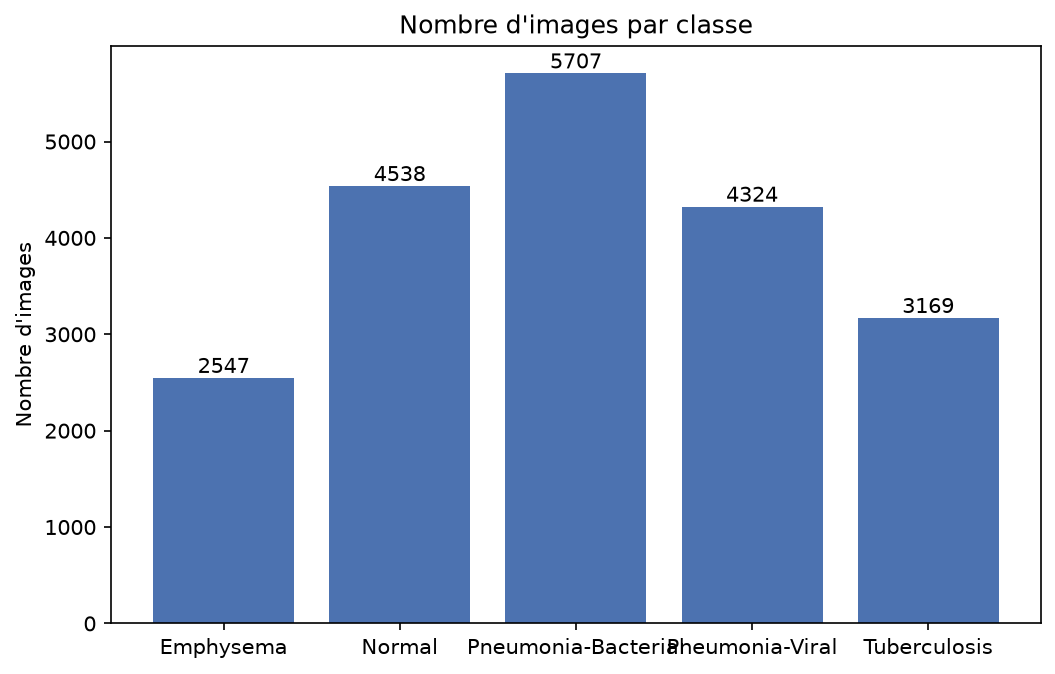 Nombre d'images par classe
Nombre d'images
5000
4000
3000
2000
1000
0
2547
4538
5707
4324
3169
Emphysema
Normal
Pneumonia-Bacterial
Pneumonia-Viral
Tuberculosis